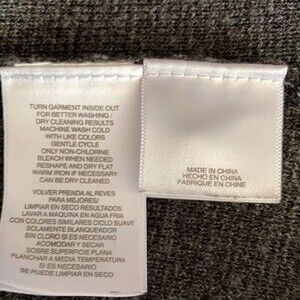 TURN GARMENT INSIDE OUT
FOR BETTER WASHING /
DRY CLEANING RESULTS
MACHINE WASH COLD
WITH LIKE COLORS
GENTLE CYCLE
ONLY NON-CHLORINE
BLEACH WHEN NEEDED
RESHAPE AND DRY FLAT
WARM IRON IF NECESSARY
CAN BE DRY CLEANED
VOLVER PRENDA AL REVES
PARA MEJORES/
LIMPIAR EN SECO RESULTADOS
LAVAR A MAQUINA EN AGUA FRIA
CON COLORES SIMILARES CICLO SUAVE
SOLAMENTE BLANQUEADOR
SIN CLORO SI ES NECESARIO
ACOMODAR Y SECAR
SOBRE SUPERFICIE PLANA
PLANCHAR A MEDIA TEMPERATURA
SI ES NECESARIO
SE PUEDE LIMPIAR EN SECO
MADE IN CHINA
HECHO EN CHINA
FABRIQUE EN CHINE